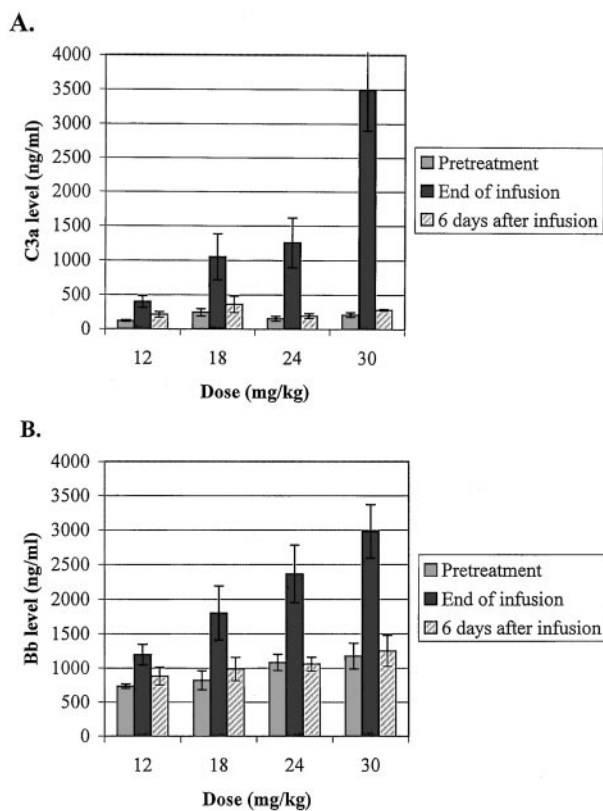 A.
4000
3500
3000
2500
2000
1500
1000
500
0
C3a level (ng/ml)
12 18 24 30
Dose (mg/kg)
Pretreatment
End of infusion
6 days after infusion
B.
4000
3500
3000
2500
2000
1500
1000
500
0
Bb level (ng/ml)
12 18 24 30
Dose (mg/kg)
Pretreatment
End of infusion
6 days after infusion